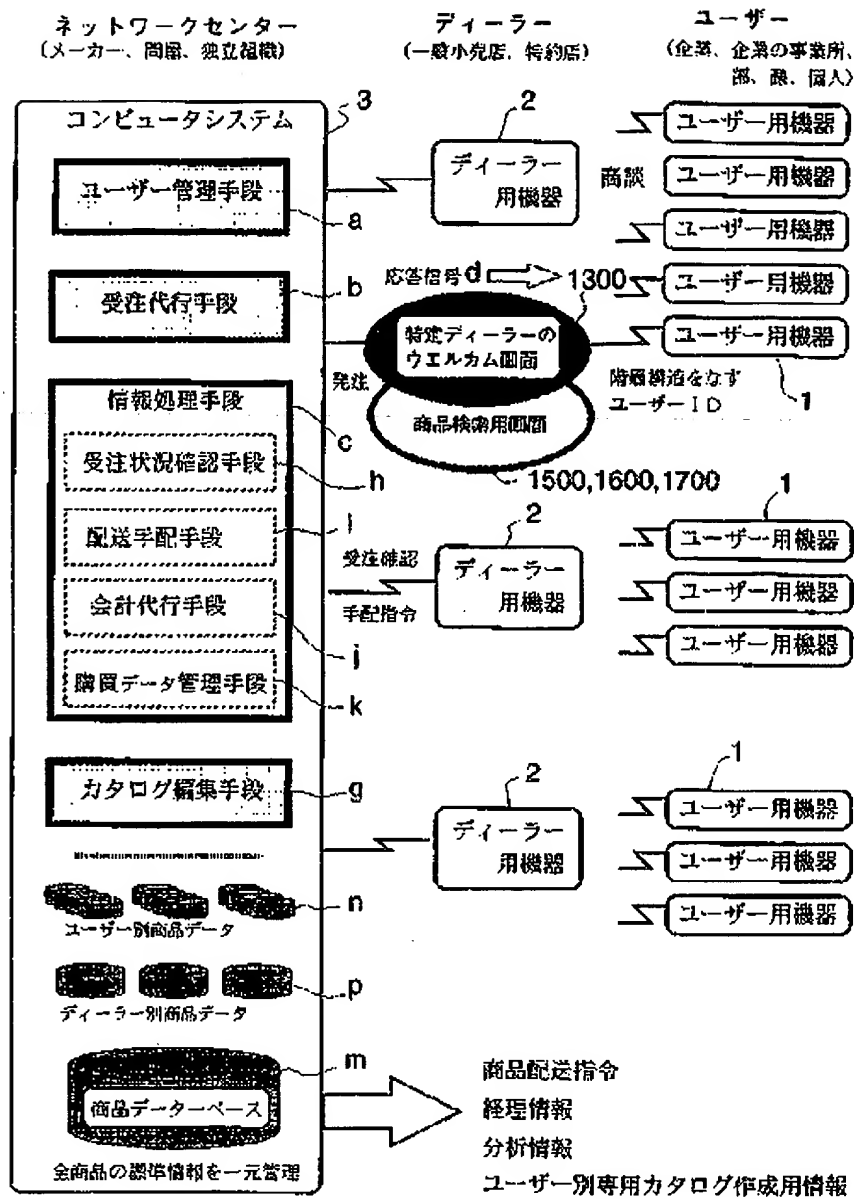 ネットワークセンター
(メーカー、問屋、独立組織)
ディーラー
(一般小売店、特約店)
ユーザー
(企業、企業の事業所、
部、課、個人)
コンピュータシステム
3
ユーザー管理手段
a
受注代行手段
b
情報処理手段
c
受注状況確認手段
h
配送手配手段
i
会計代行手段
j
購買データ管理手段
k
カタログ編集手段
g
n
ユーザー別商品データ
p
ディーラー別商品データ
m
商品データーベース
全商品の標準情報を一元管理
2
ディーラー
用機器
応答信号 d
1300
特定ディーラーの
ウエルカム画面
発注
商品検索用画面
1500,1600,1700
階層構造をなす
ユーザーID
商談
ユーザー用機器
ユーザー用機器
ユーザー用機器
ユーザー用機器
ユーザー用機器
1
受注確認
手配指令
2
ディーラー
用機器
1
ユーザー用機器
ユーザー用機器
ユーザー用機器
2
ディーラー
用機器
1
ユーザー用機器
ユーザー用機器
ユーザー用機器
商品配送指令
経理情報
分析情報
ユーザー別専用カタログ作成用情報